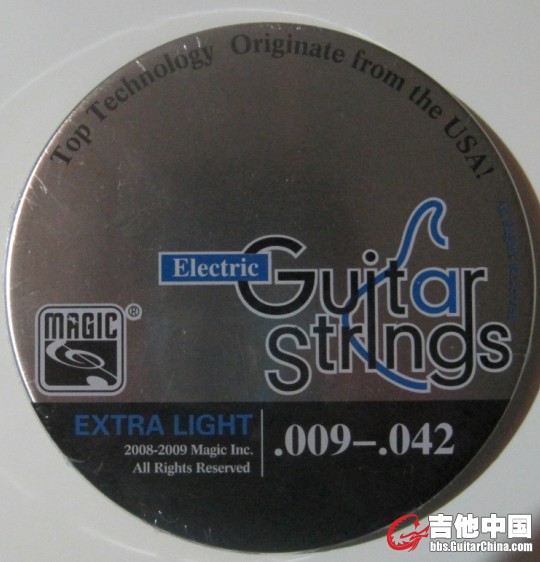 Top Technology Originate from the USA!
Electric
Guitar
Strings
MAGIC®
EXTRA LIGHT
2008-2009 Magic Inc.
All Rights Reserved
.009–.042
吉他中国
bbs.GuitarChina.com